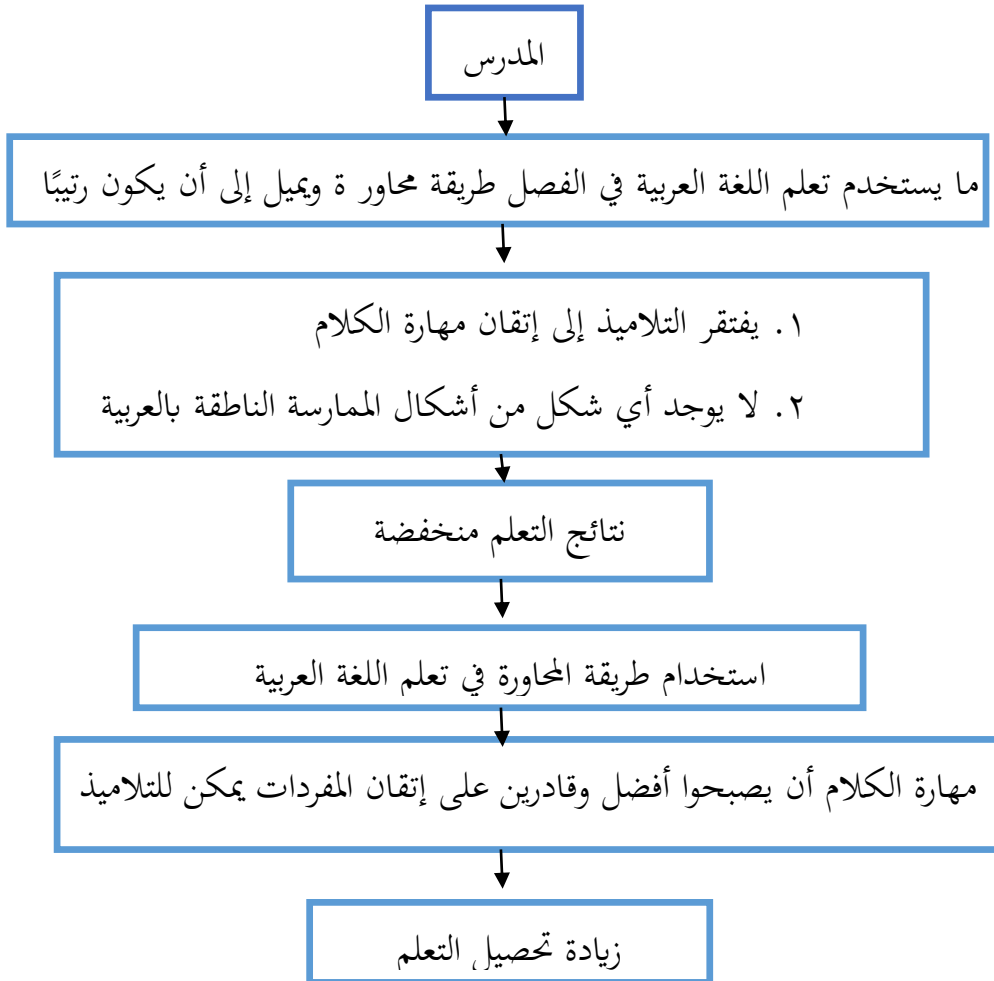 المدرس
ما يستخدم تعلم اللغة العربية في الفصل طريقة محاور ة ويميل إلى أن يكون رتيبًا
١. يفتقر التلاميذ إلى إتقان مهارة الكلام
٢. لا يوجد أي شكل من أشكال الممارسة الناطقة بالعربية
نتائج التعلم منخفضة
استخدام طريقة المحاورة في تعلم اللغة العربية
مهارة الكلام أن يصبحوا أفضل وقادرين على إتقان المفردات يمكن للتلاميذ
زيادة تحصيل التعلم